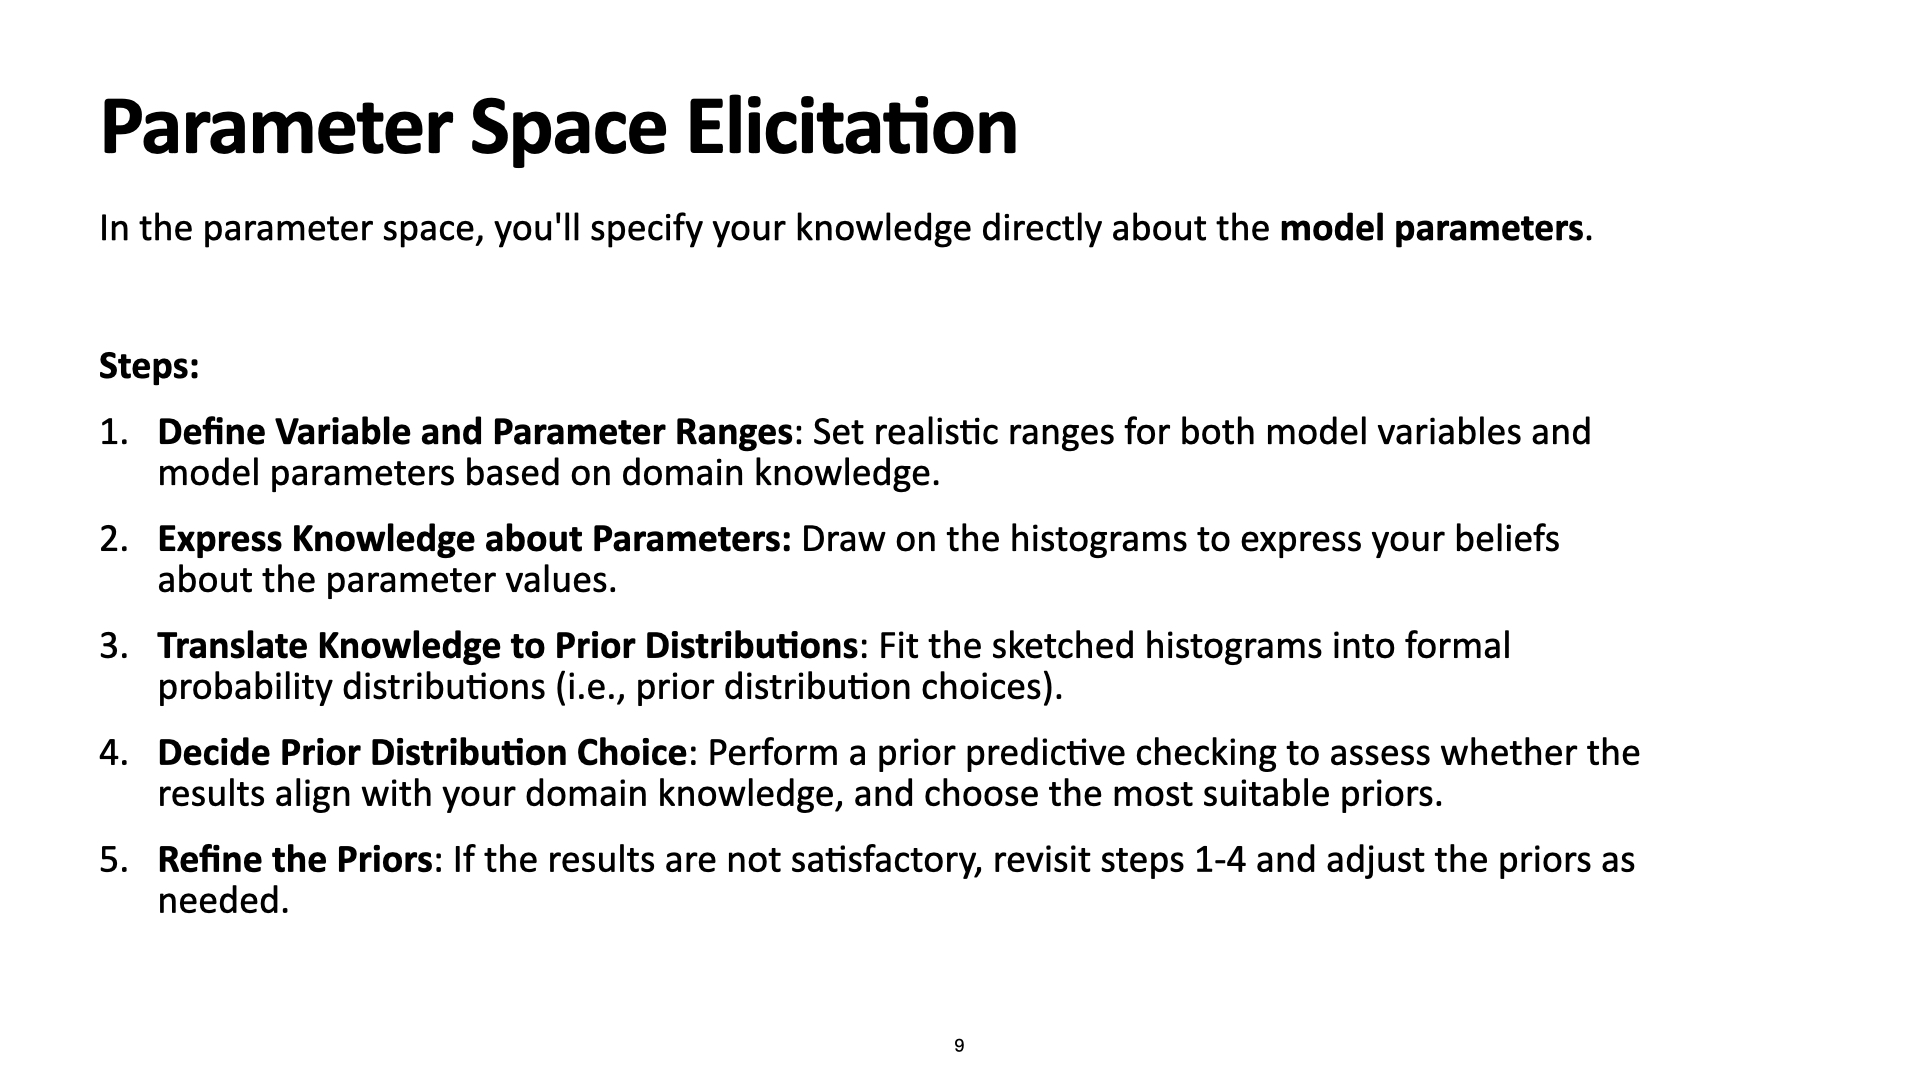 Parameter Space Elicitation
In the parameter space, you'll specify your knowledge directly about the model parameters.
Steps:
1. Define Variable and Parameter Ranges: Set realistic ranges for both model variables and
model parameters based on domain knowledge.
2. Express Knowledge about Parameters: Draw on the histograms to express your beliefs
about the parameter values.
3. Translate Knowledge to Prior Distributions: Fit the sketched histograms into formal
probability distributions (i.e., prior distribution choices).
4. Decide Prior Distribution Choice: Perform a prior predictive checking to assess whether the
results align with your domain knowledge, and choose the most suitable priors.
5. Refine the Priors: If the results are not satisfactory, revisit steps 1-4 and adjust the priors as
needed.
9